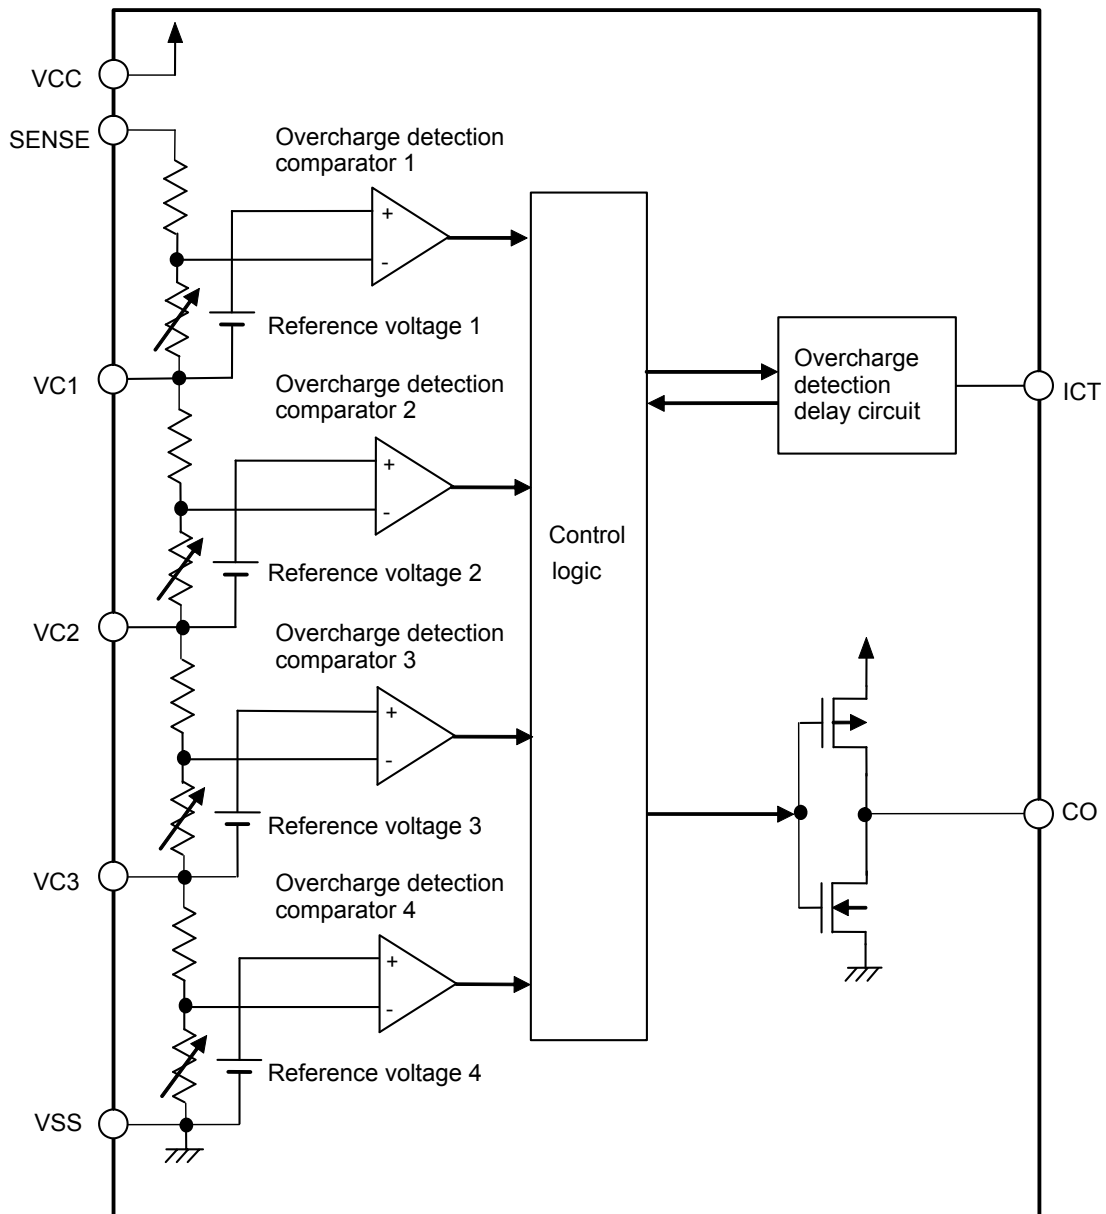 VCC
SENSE
Overcharge detection
comparator 1
+
-
Reference voltage 1
VC1
Overcharge detection
comparator 2
+
-
Reference voltage 2
VC2
Overcharge detection
comparator 3
+
-
Reference voltage 3
VC3
Overcharge detection
comparator 4
+
-
Reference voltage 4
VSS
Control
logic
Overcharge
detection
delay circuit
ICT
CO